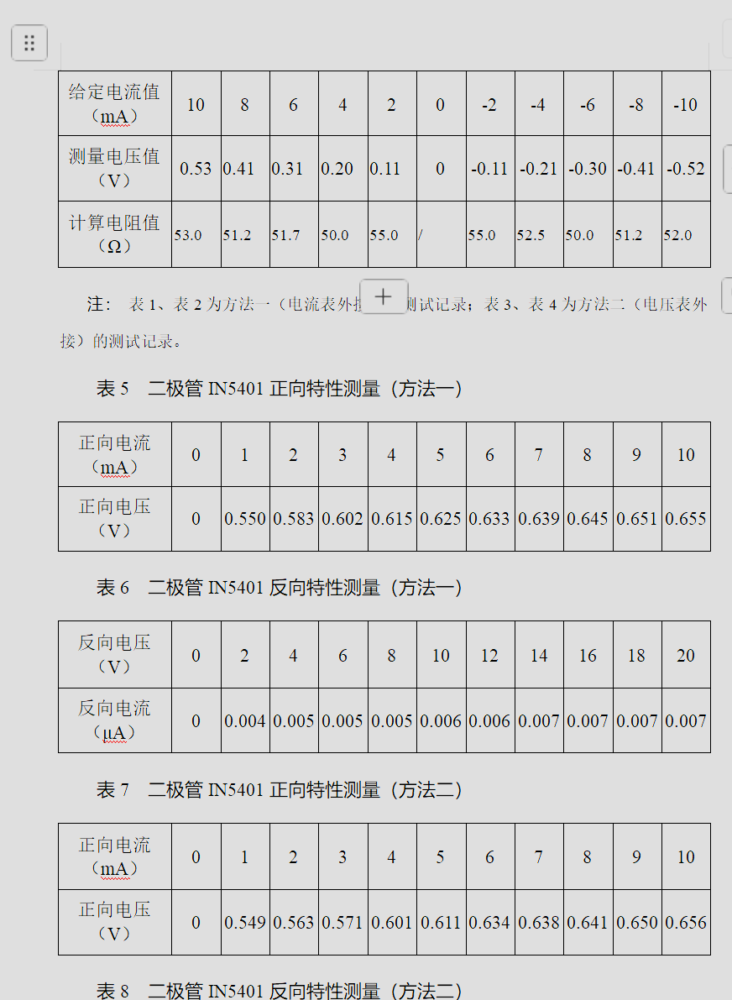 给定电流值（mA） 10 8 6 4 2 0 -2 -4 -6 -8 -10
测量电压值（V） 0.53 0.41 0.31 0.20 0.11 0 -0.11 -0.21 -0.30 -0.41 -0.52
计算电阻值（Ω） 53.0 51.2 51.7 50.0 55.0 / 55.0 52.5 50.0 51.2 52.0
注： 表 1、表 2 为方法一（电流表外 测试记录；表 3、表 4 为方法二（电压表外
接）的测试记录。
表 5 二极管 IN5401 正向特性测量（方法一）
正向电流（mA） 0 1 2 3 4 5 6 7 8 9 10
正向电压（V） 0 0.550 0.583 0.602 0.615 0.625 0.633 0.639 0.645 0.651 0.655
表 6 二极管 IN5401 反向特性测量（方法一）
反向电压（V） 0 2 4 6 8 10 12 14 16 18 20
反向电流（μA） 0 0.004 0.005 0.005 0.005 0.006 0.006 0.007 0.007 0.007 0.007
表 7 二极管 IN5401 正向特性测量（方法二）
正向电流（mA） 0 1 2 3 4 5 6 7 8 9 10
正向电压（V） 0 0.549 0.563 0.571 0.601 0.611 0.634 0.638 0.641 0.650 0.656
表 8 二极管 IN5401 反向特性测量（方法二）